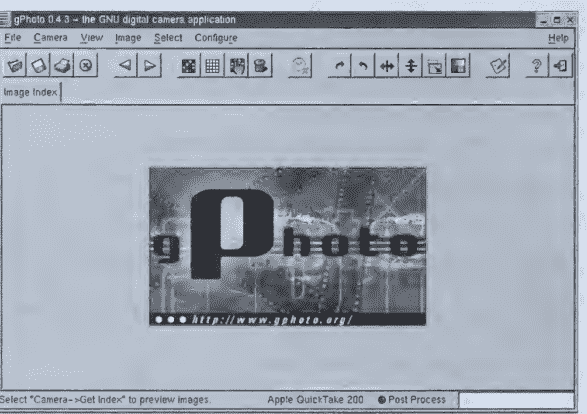 gPhoto 0.4.3 – the GNU digital camera application
File Camera View Image Select Configure Help
Image Index
gPhoto
http://www.gphoto.org/
Select "Camera->Get Index" to preview images. Apple QuickTake 200 Post Process